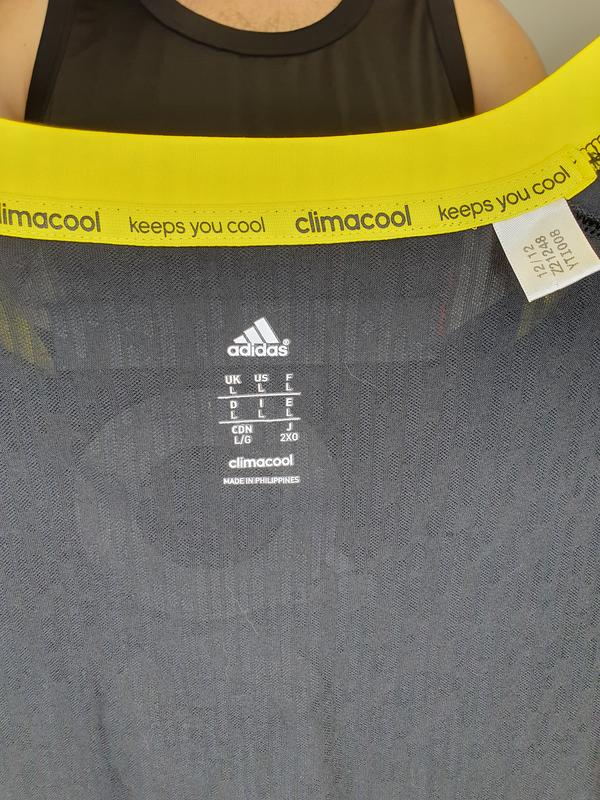 limacool keeps you cool climacool keeps you cool
12/12
Z21248
YT1008
adidas®
UK US F
L L L
D I E
L L L
CDN J
L/G 2XO
climacool
MADE IN PHILIPPINES